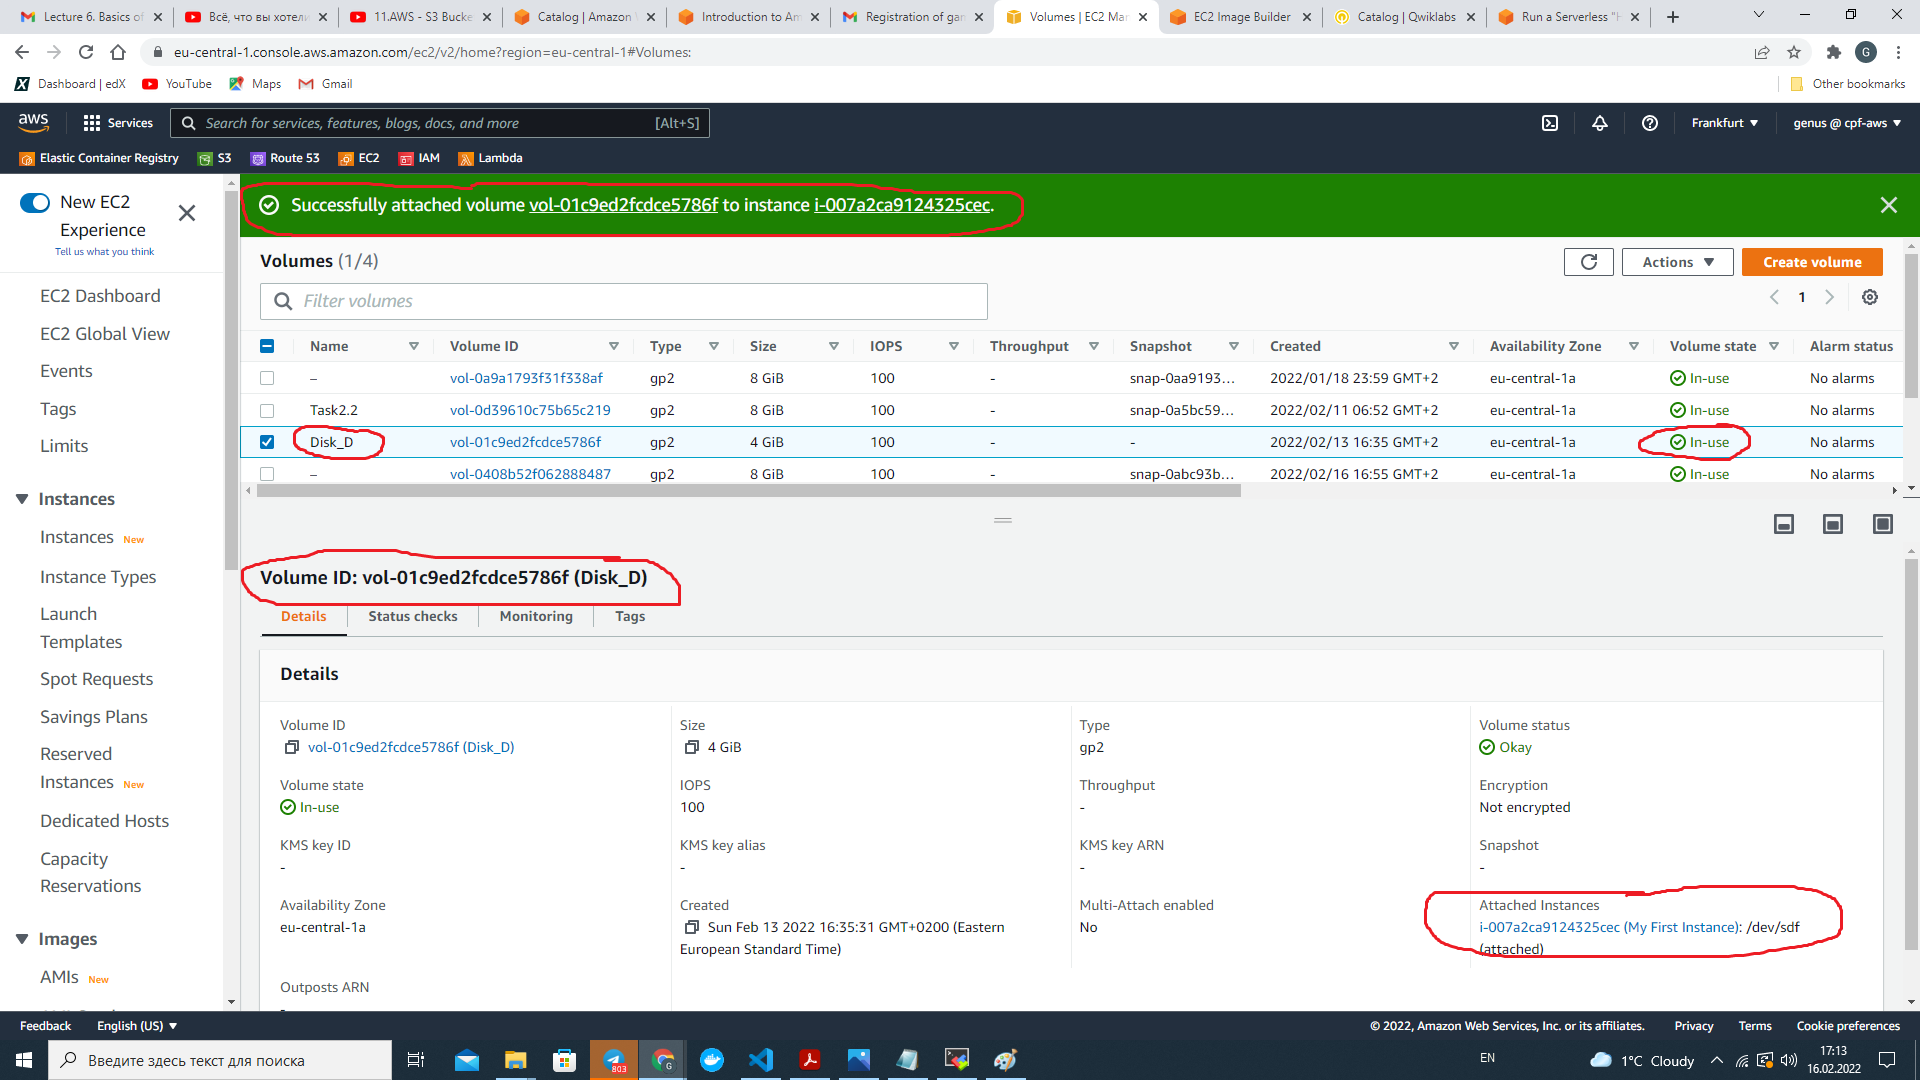 Lecture 6. Basics of
Всё, что вы хотели
11.AWS - S3 Bucke
Catalog | Amazon
Introduction to Am
Registration of gan
Volumes | EC2 Man
EC2 Image Builder
Catalog | Qwiklabs
Run a Serverless "H
eu-central-1.console.aws.amazon.com/ec2/v2/home?region=eu-central-1#Volumes:
G
Dashboard | edX
YouTube
Maps
Gmail
Other bookmarks
aws
Services
Search for services, features, blogs, docs, and more
[Alt+S]
Frankfurt
genus @ cpf-aws
Elastic Container Registry
S3
Route 53
EC2
IAM
Lambda
New EC2
Experience
Tell us what you think
Successfully attached volume vol-01c9ed2fcdce5786f to instance i-007a2ca9124325cec.
EC2 Dashboard
EC2 Global View
Events
Tags
Limits
Instances
Instances New
Instance Types
Launch
Templates
Spot Requests
Savings Plans
Reserved
Instances New
Dedicated Hosts
Capacity
Reservations
Images
AMIs New
Volumes (1/4)
Actions
Create volume
Filter volumes
1
Name Volume ID Type Size IOPS Throughput Snapshot Created Availability Zone Volume state Alarm status
– vol-0a9a1793f31f338af gp2 8 GiB 100 - snap-0aa9193... 2022/01/18 23:59 GMT+2 eu-central-1a In-use No alarms
Task2.2 vol-0d39610c75b65c219 gp2 8 GiB 100 - snap-0a5bc59... 2022/02/11 06:52 GMT+2 eu-central-1a In-use No alarms
Disk_D vol-01c9ed2fcdce5786f gp2 4 GiB 100 - - 2022/02/13 16:35 GMT+2 eu-central-1a In-use No alarms
– vol-0408b52f062888487 gp2 8 GiB 100 - snap-0abc93b... 2022/02/16 16:55 GMT+2 eu-central-1a In-use No alarms
Volume ID: vol-01c9ed2fcdce5786f (Disk_D)
Details
Status checks
Monitoring
Tags
Details
Volume ID
vol-01c9ed2fcdce5786f (Disk_D)
Size
4 GiB
Type
gp2
Volume status
Okay
Volume state
In-use
IOPS
100
Throughput
-
Encryption
Not encrypted
KMS key ID
-
KMS key alias
-
KMS key ARN
-
Snapshot
-
Availability Zone
eu-central-1a
Created
Sun Feb 13 2022 16:35:31 GMT+0200 (Eastern
European Standard Time)
Multi-Attach enabled
No
Attached Instances
i-007a2ca9124325cec (My First Instance): /dev/sdf
(attached)
Outposts ARN
-
Feedback
English (US)
© 2022, Amazon Web Services, Inc. or its affiliates.
Privacy
Terms
Cookie preferences
Введите здесь текст для поиска
803
EN
1°C Cloudy
17:13
16.02.2022